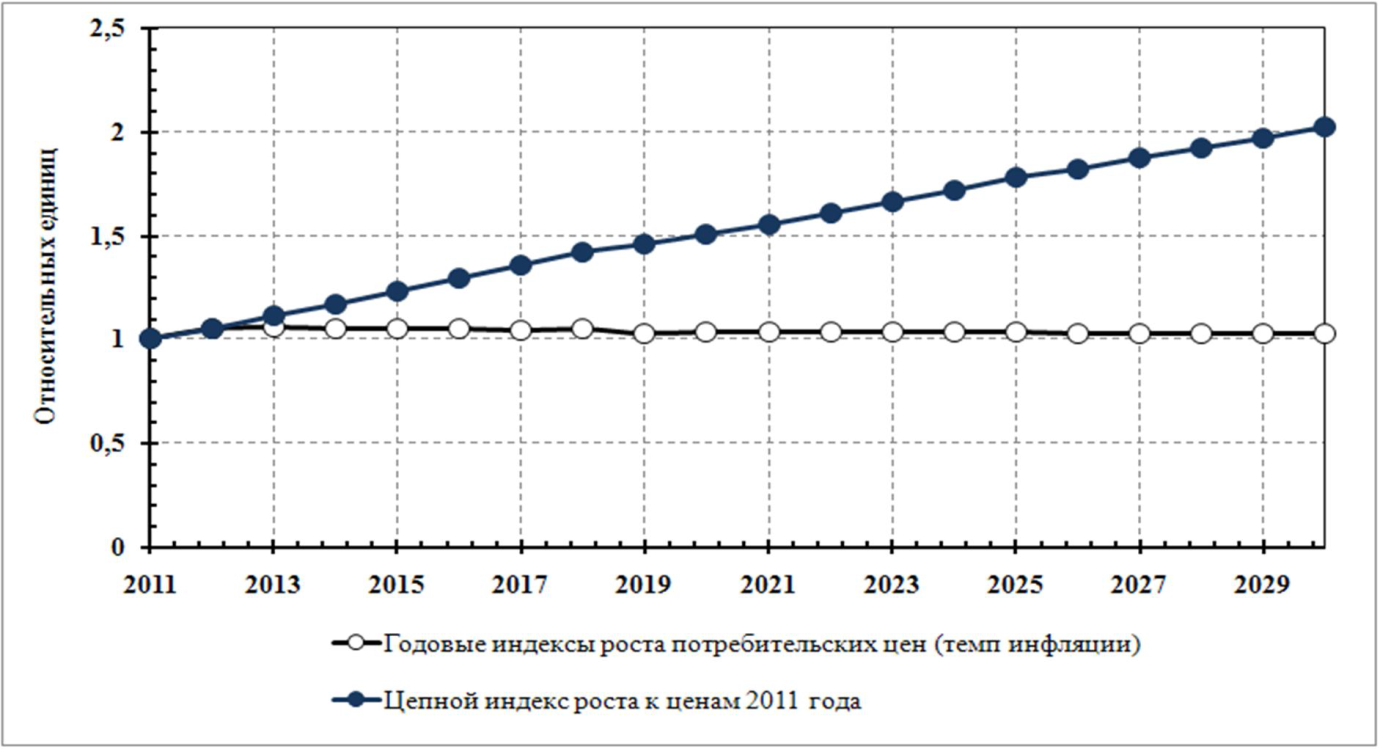 2,5
2
1,5
1
0,5
0
Относительных единиц
2011 2013 2015 2017 2019 2021 2023 2025 2027 2029
Годовые индексы роста потребительских цен (темп инфляции)
Цепной индекс роста к ценам 2011 года